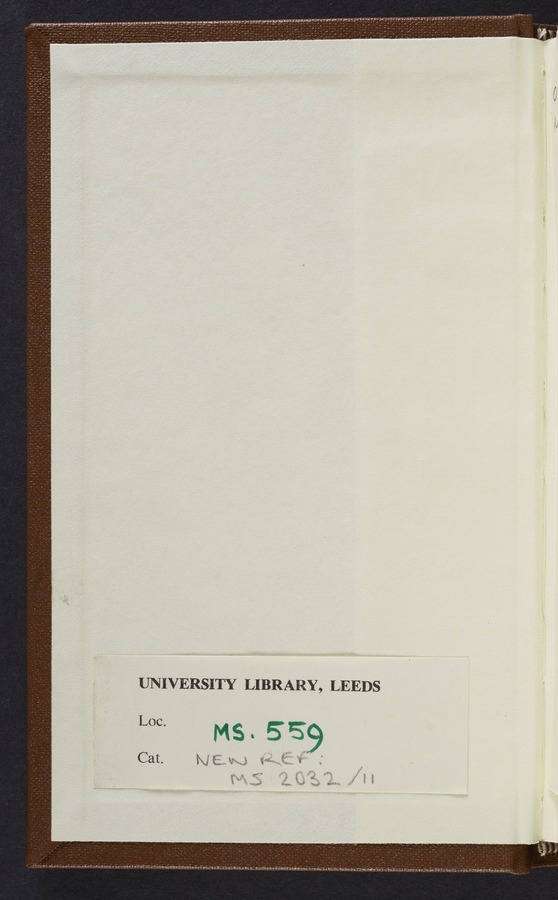 UNIVERSITY LIBRARY, LEEDS
Loc.
MS. 559
Cat. NEW REF:
MS 2032/11